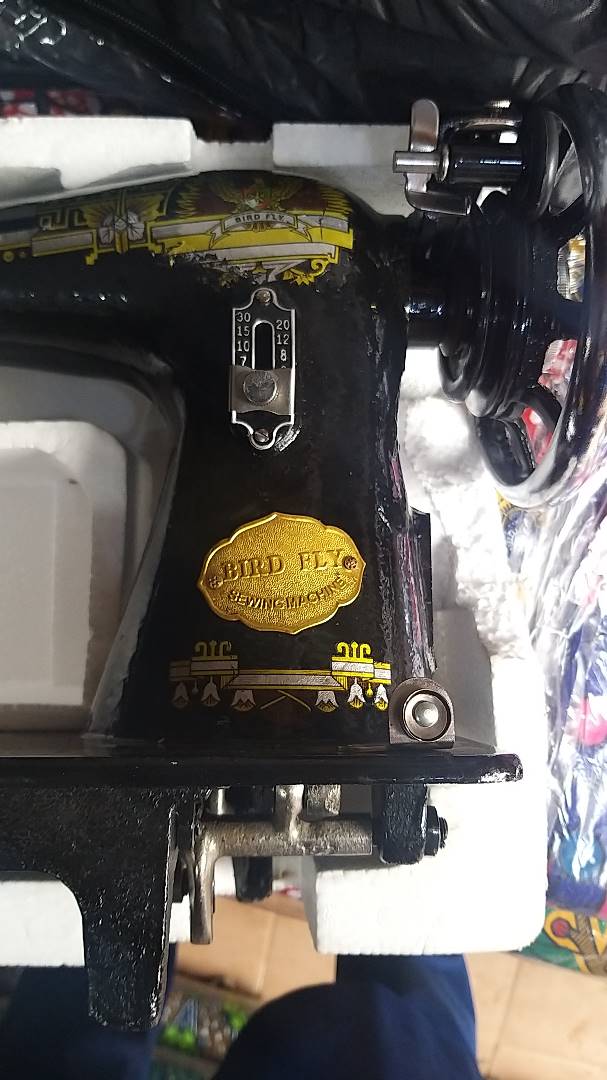 BIRD FLY
30 20
15 12
10 8
7
BIRD FLY
SEWING MACHINE